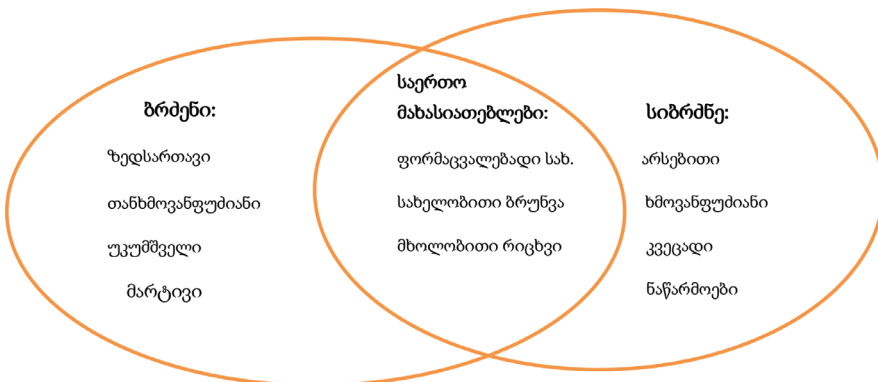 ბრძენი:
ზედსართავი
თანხმოვანფუძიანი
უკუმშველი
მარტივი
საერთო
მახასიათებლები:
ფორმაცვალებადი სახ.
სახელობითი ბრუნვა
მხოლობითი რიცხვი
სიბრძნე:
არსებითი
ხმოვანფუძიანი
კვეცადი
ნაწარმოები